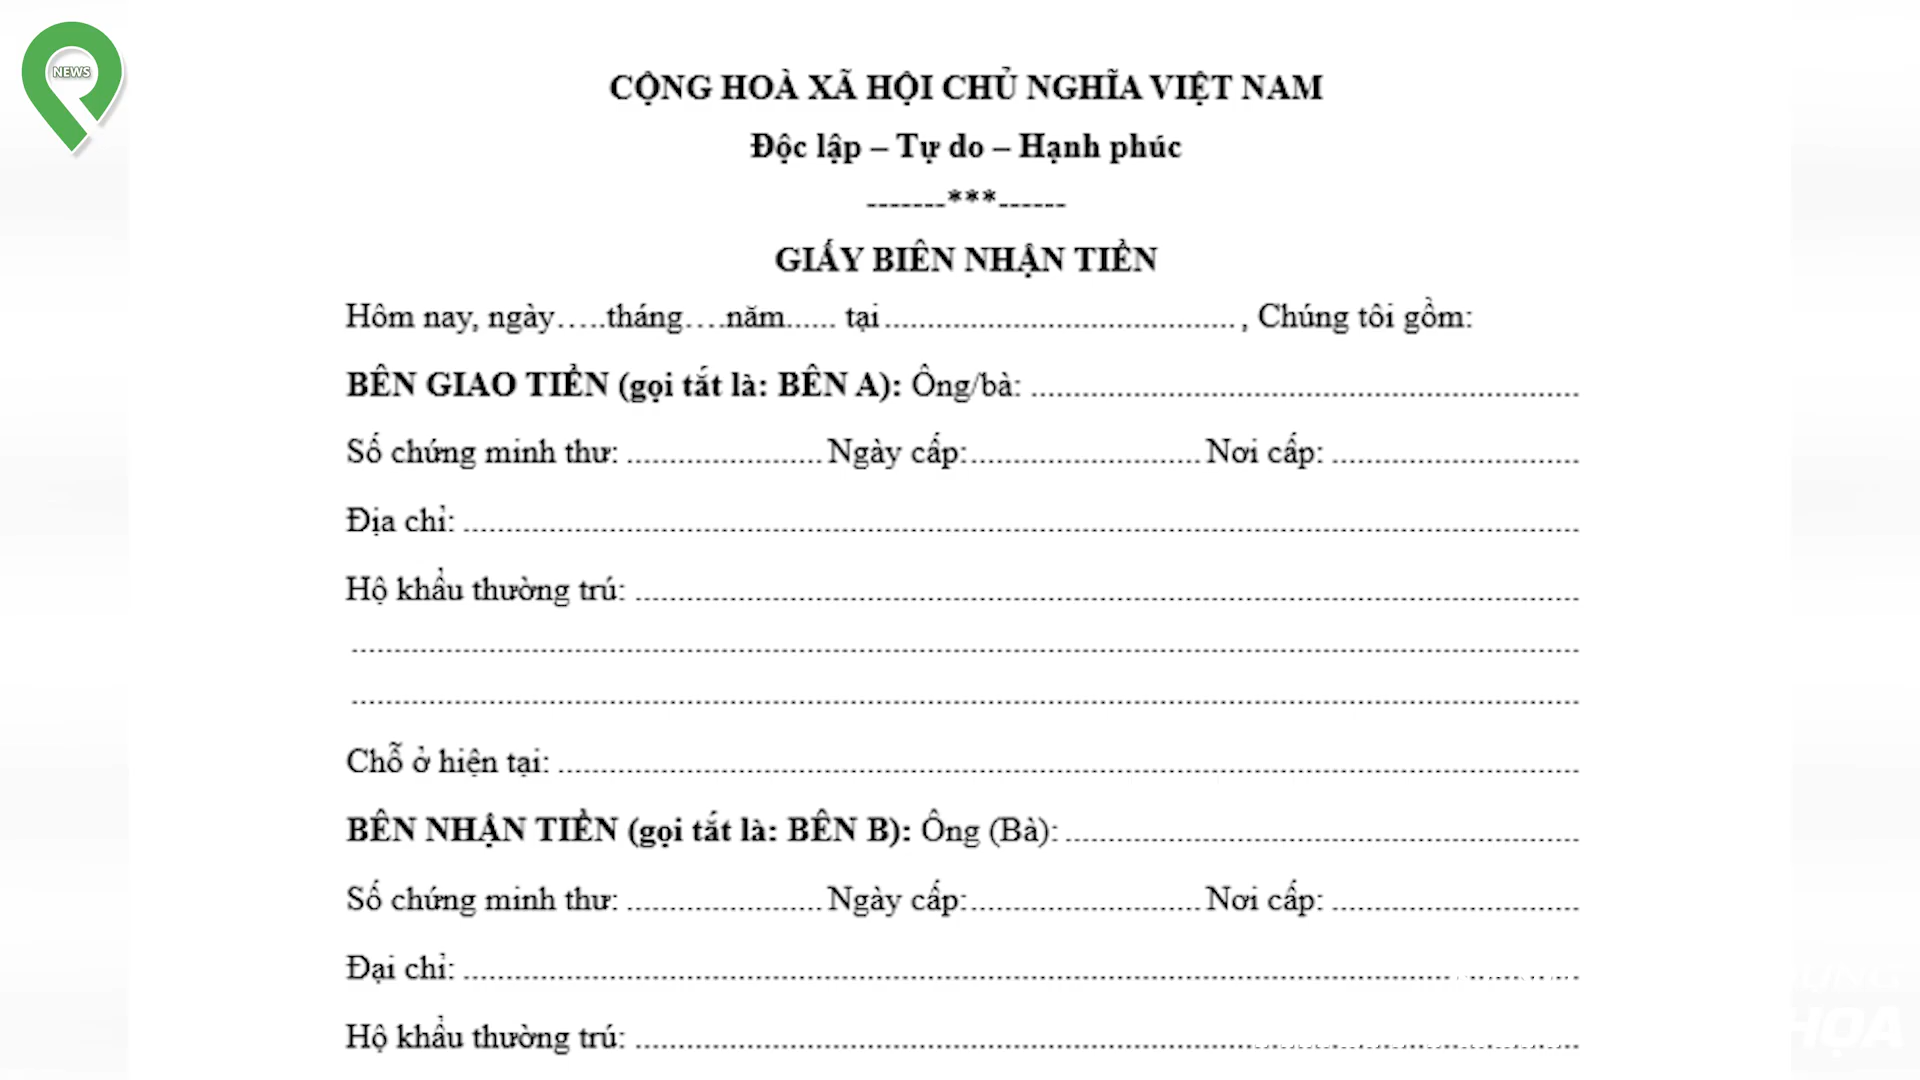 NEWS
CỘNG HOÀ XÃ HỘI CHỦ NGHĨA VIỆT NAM
Độc lập – Tự do – Hạnh phúc
-------***------
GIẤY BIÊN NHẬN TIỀN
Hôm nay, ngày…..tháng….năm...... tại.........................................., Chúng tôi gồm:
BÊN GIAO TIỀN (gọi tắt là: BÊN A): Ông/bà: .................................................................
Số chứng minh thư: .......................Ngày cấp:...........................Nơi cấp: .............................
Địa chỉ: ....................................................................................................................................
Hộ khẩu thường trú: ................................................................................................................
.................................................................................................................................................
.................................................................................................................................................
Chỗ ở hiện tại: .........................................................................................................................
BÊN NHẬN TIỀN (gọi tắt là: BÊN B): Ông (Bà): .............................................................
Số chứng minh thư: .......................Ngày cấp:...........................Nơi cấp: .............................
Đại chỉ: ....................................................................................................................................
Hộ khẩu thường trú: ................................................................................................................